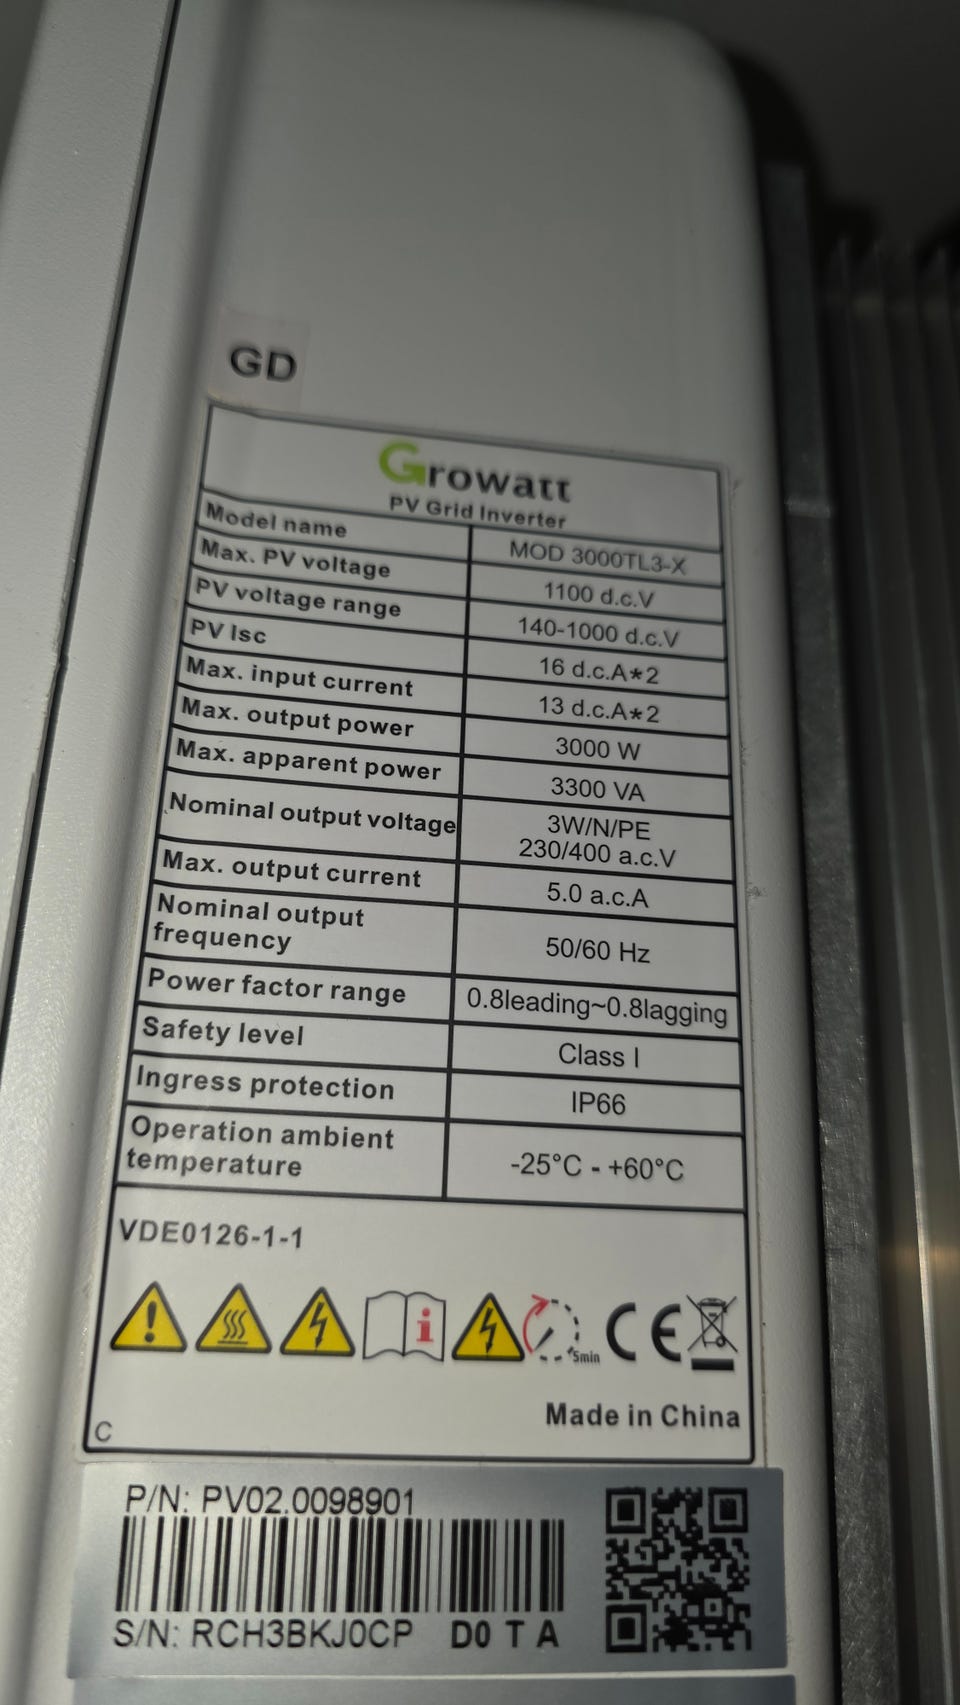 GD
Growatt
PV Grid Inverter
Model name MOD 3000TL3-X
Max. PV voltage 1100 d.c.V
PV voltage range 140-1000 d.c.V
PV Isc 16 d.c.A*2
Max. input current 13 d.c.A*2
Max. output power 3000 W
Max. apparent power 3300 VA
Nominal output voltage 3W/N/PE
230/400 a.c.V
Max. output current 5.0 a.c.A
Nominal output
frequency 50/60 Hz
Power factor range 0.8leading~0.8lagging
Safety level Class I
Ingress protection IP66
Operation ambient
temperature -25°C - +60°C
VDE0126-1-1
5min
CE
Made in China
C
P/N: PV02.0098901
S/N: RCH3BKJ0CP D0 T A